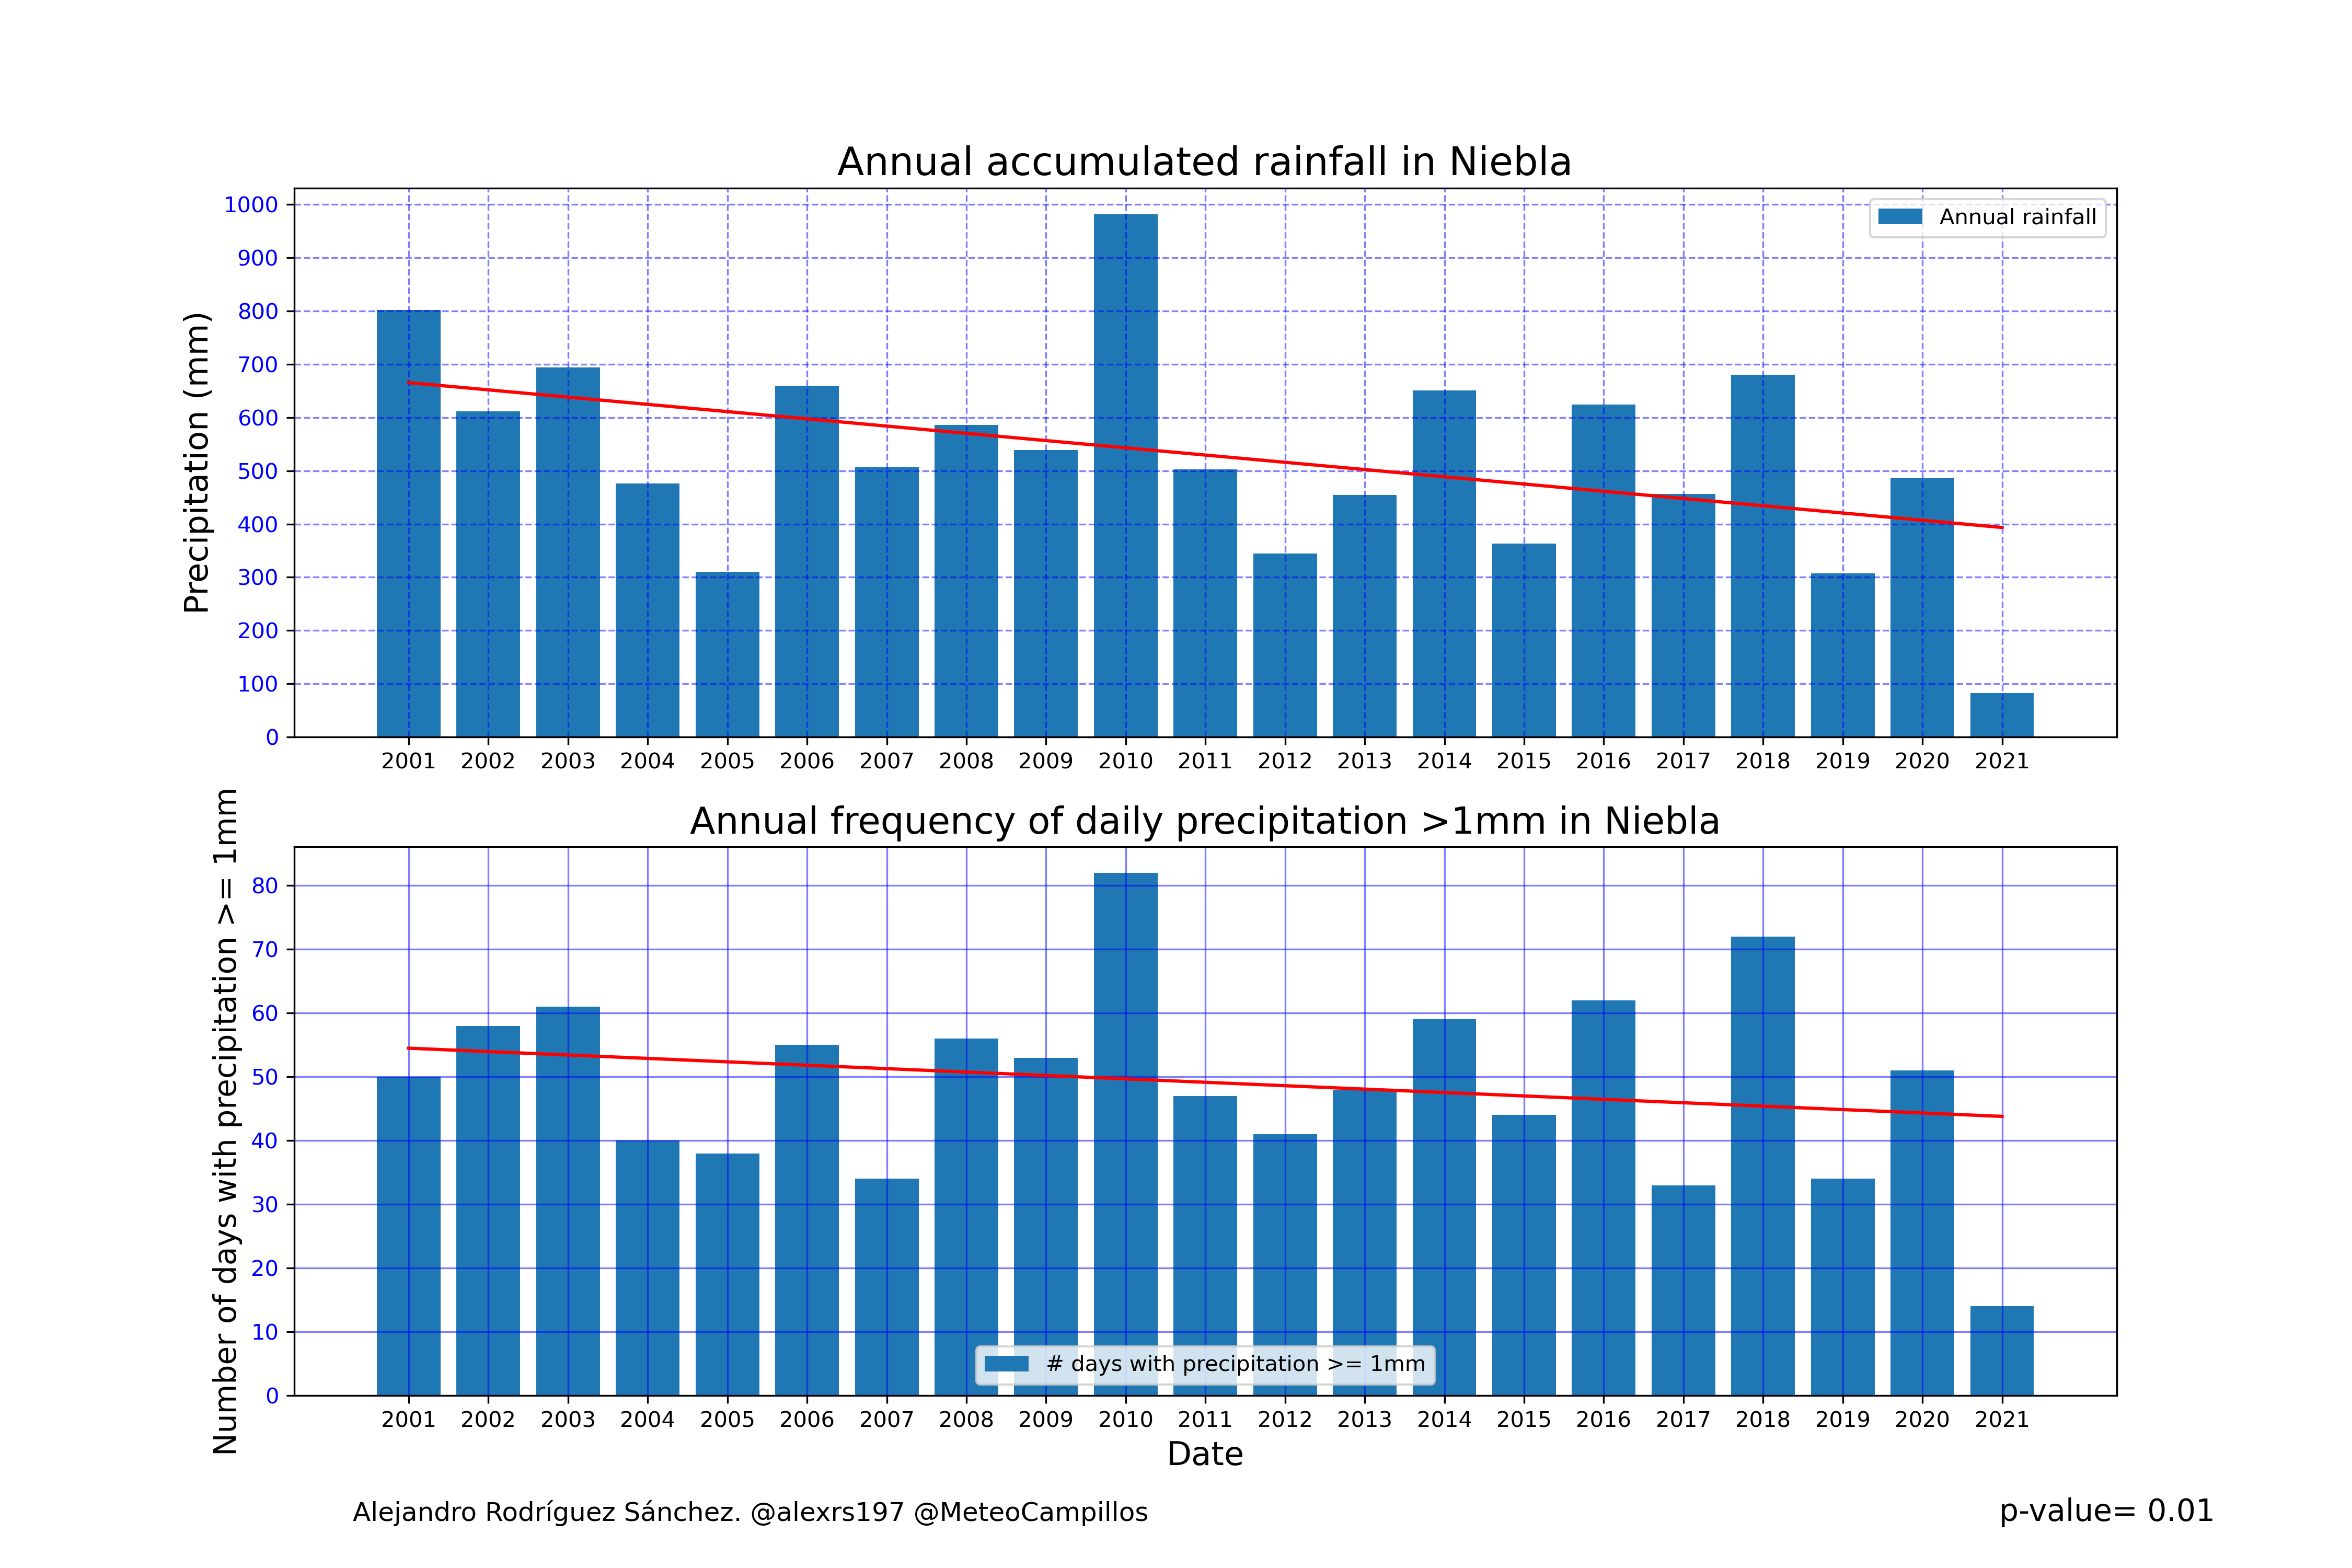 Annual accumulated rainfall in Niebla
Precipitation (mm)
1000
900
800
700
600
500
400
300
200
100
0
Annual rainfall
2001 2002 2003 2004 2005 2006 2007 2008 2009 2010 2011 2012 2013 2014 2015 2016 2017 2018 2019 2020 2021
Annual frequency of daily precipitation >1mm in Niebla
Number of days with precipitation >= 1mm
80
70
60
50
40
30
20
10
0
# days with precipitation >= 1mm
2001 2002 2003 2004 2005 2006 2007 2008 2009 2010 2011 2012 2013 2014 2015 2016 2017 2018 2019 2020 2021
Date
Alejandro Rodríguez Sánchez. @alexrs197 @MeteoCampillos
p-value= 0.01